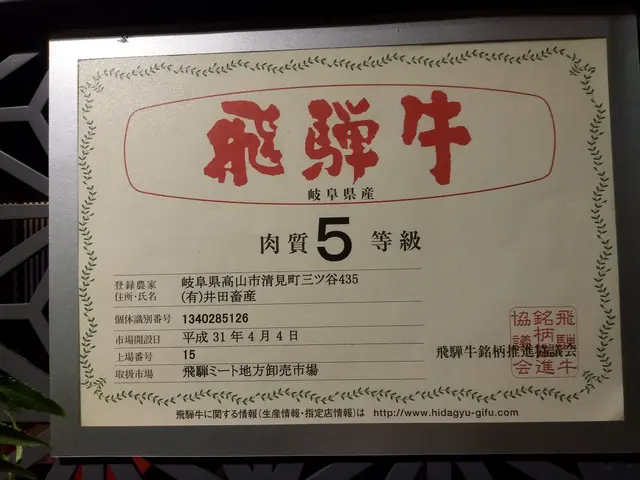 飛騨牛
岐阜県産
肉質5等級
登録農家
住所・氏名
岐阜県高山市清見町三ツ谷435
(有)井田畜産
個体識別番号 1340285126
市場開設日 平成31年4月4日
上場番号 15
取扱市場 飛騨ミート地方卸売市場
飛騨牛銘柄推進協議会
飛騨牛
銘柄推進
協議会
飛騨牛に関する情報(生産情報・指定店情報)は http://www.hidagyu-gifu.com